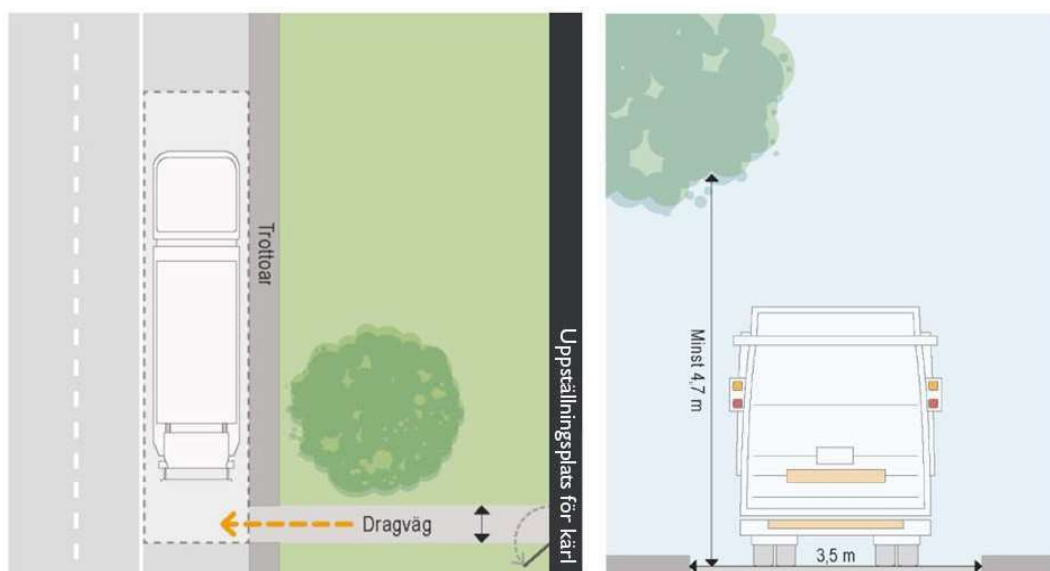 Trottoar
Dragväg
Uppställningsplats för kärl
Minst 4,7 m
3,5 m